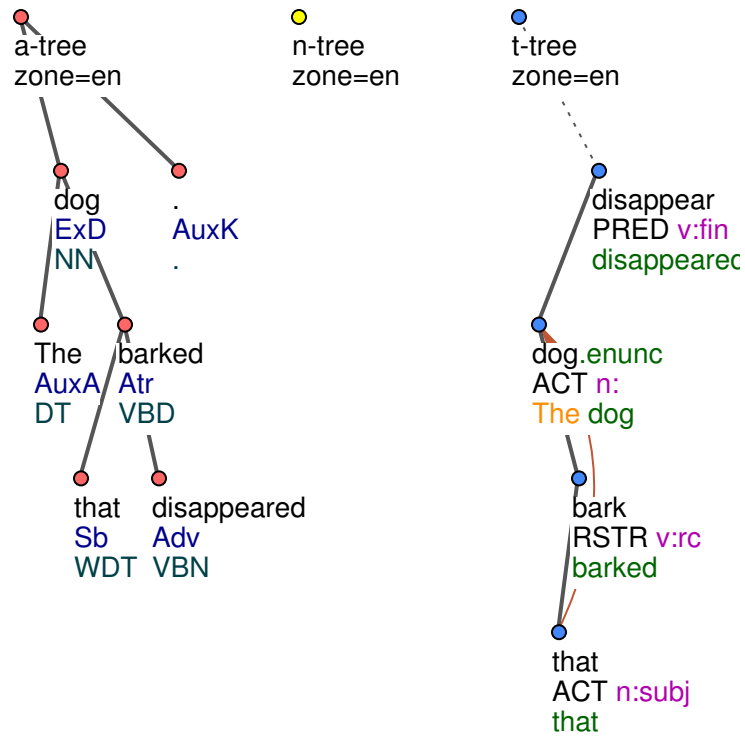 a-tree
zone=en
n-tree
zone=en
t-tree
zone=en
dog
ExD
NN
.
AuxK
.
disappear
PRED v:fin
disappeared
The
AuxA
DT
barked
Atr
VBD
dog.enunc
ACT n:
The dog
that
Sb
WDT
disappeared
Adv
VBN
bark
RSTR v:rc
barked
that
ACT n:subj
that